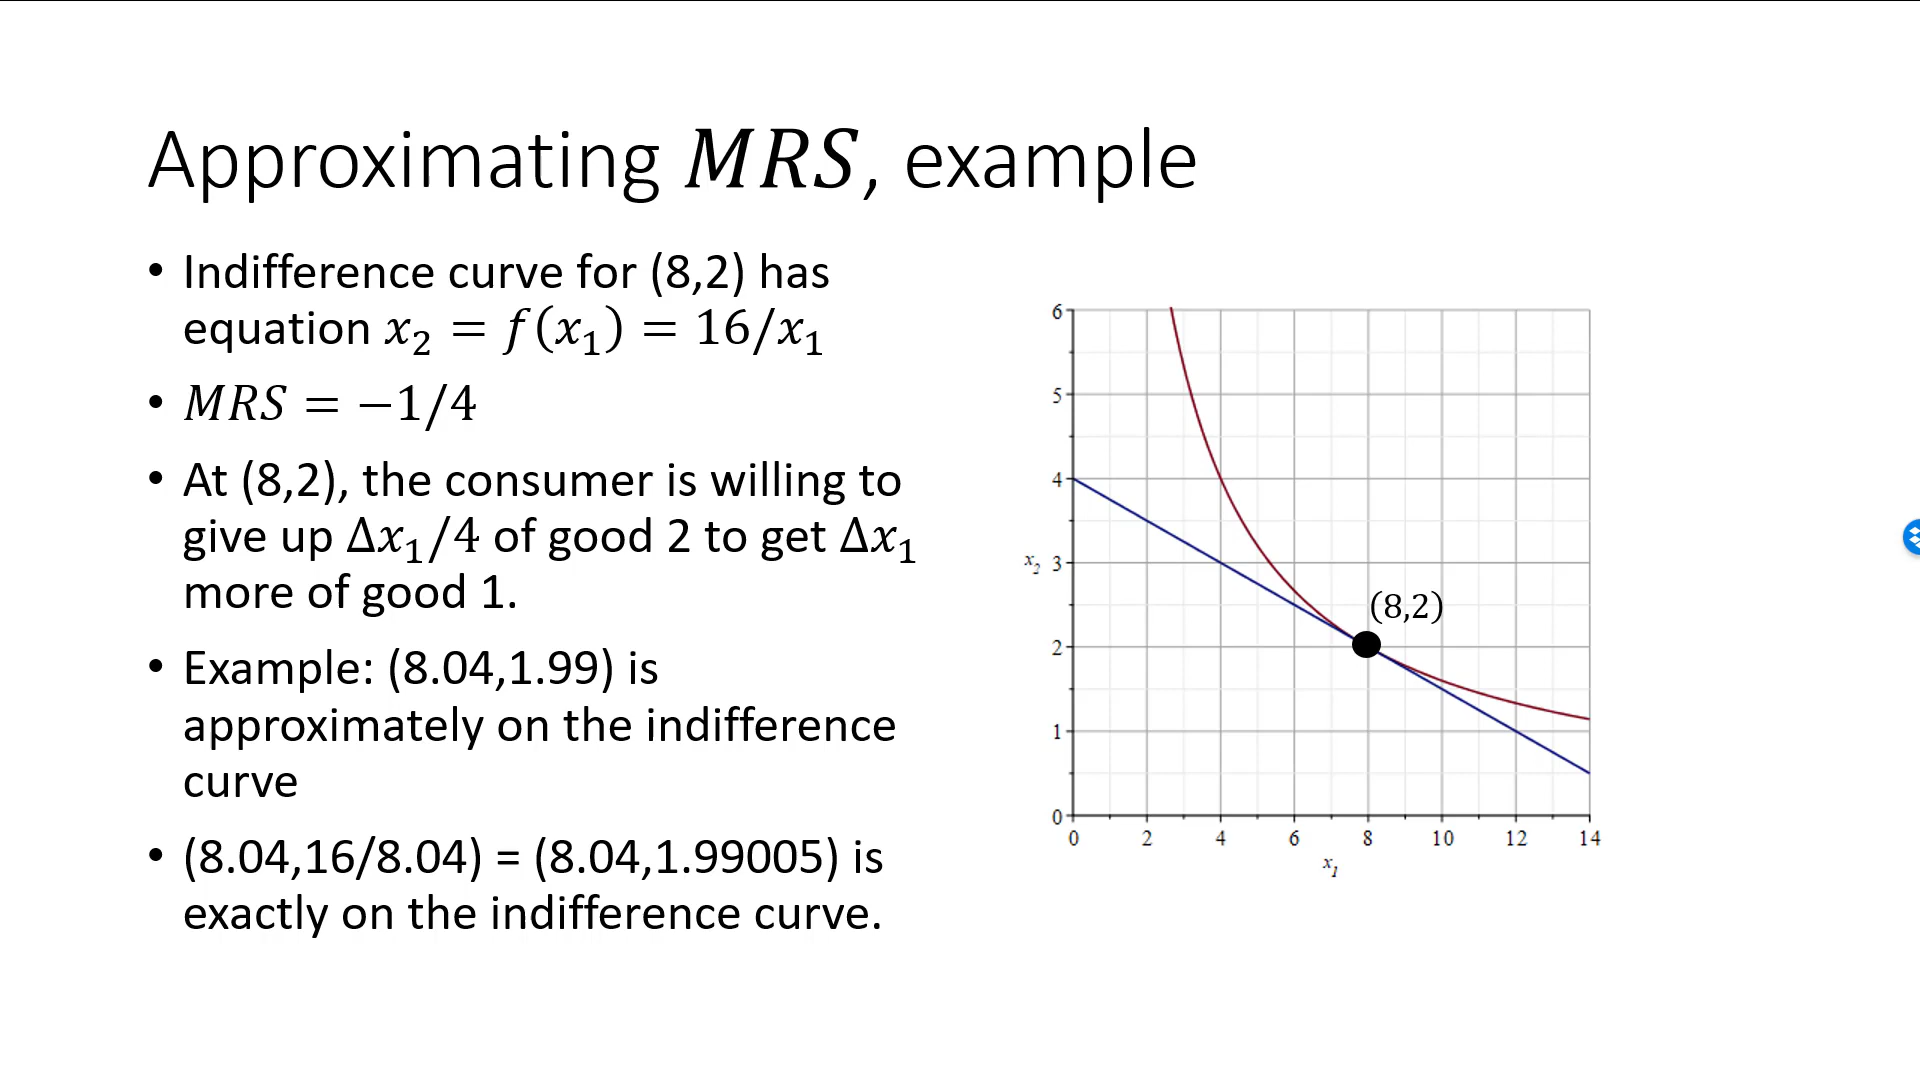 Approximating MRS, example
• Indifference curve for (8,2) has
equation x₂ = f(x₁) = 16/x₁
• MRS = −1/4
• At (8,2), the consumer is willing to
give up Δx₁/4 of good 2 to get Δx₁
more of good 1.
• Example: (8.04,1.99) is
approximately on the indifference
curve
• (8.04,16/8.04) = (8.04,1.99005) is
exactly on the indifference curve.
6
5
4
x₂ 3
(8,2)
2
1
0
0 2 4 6 8 10 12 14
x₁